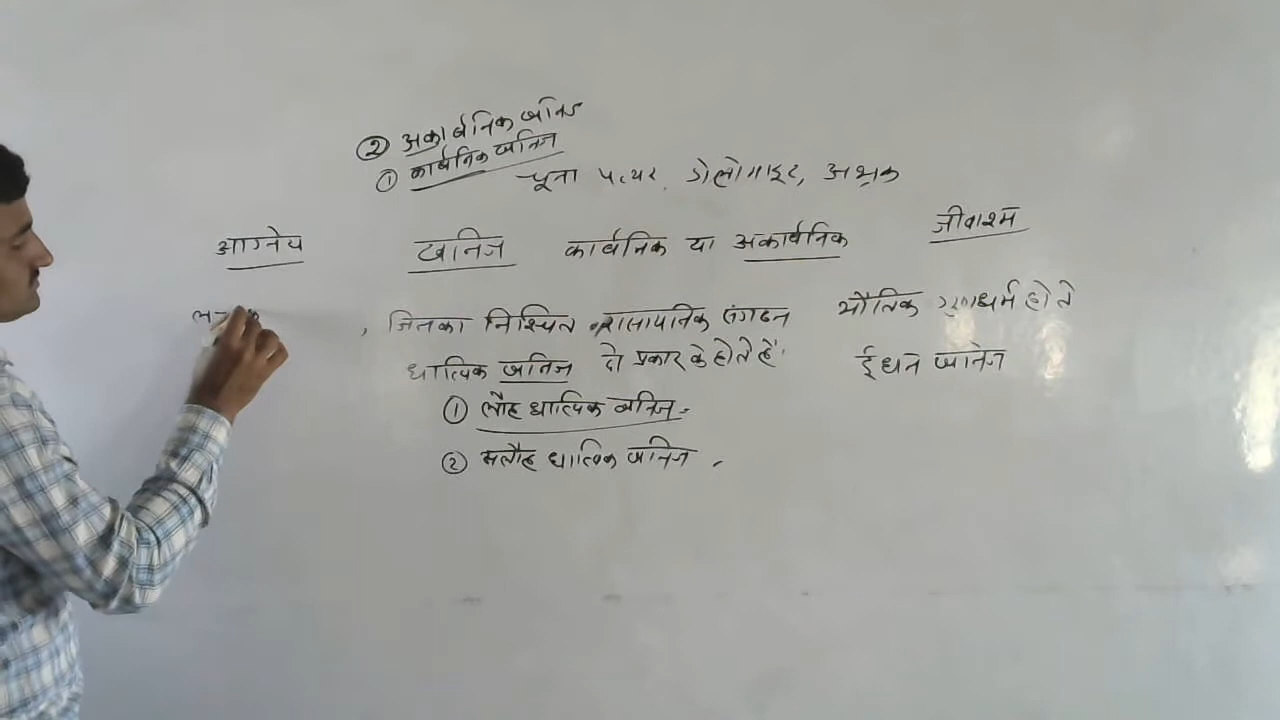 ② अकार्बनिक खनिज
① कार्बनिक खनिज
चूना पत्थर, डोलोमाइट, अभ्रक
आग्नेय खनिज कार्बनिक या अकार्बनिक जीवाश्म
, जिनका निश्चित रासायनिक संगठन भौतिक गुणधर्म होते
धात्विक खनिज दो प्रकार के होते हैं। ईधन खनिज
① लौह धात्विक खनिज
② अलौह धात्विक खनिज